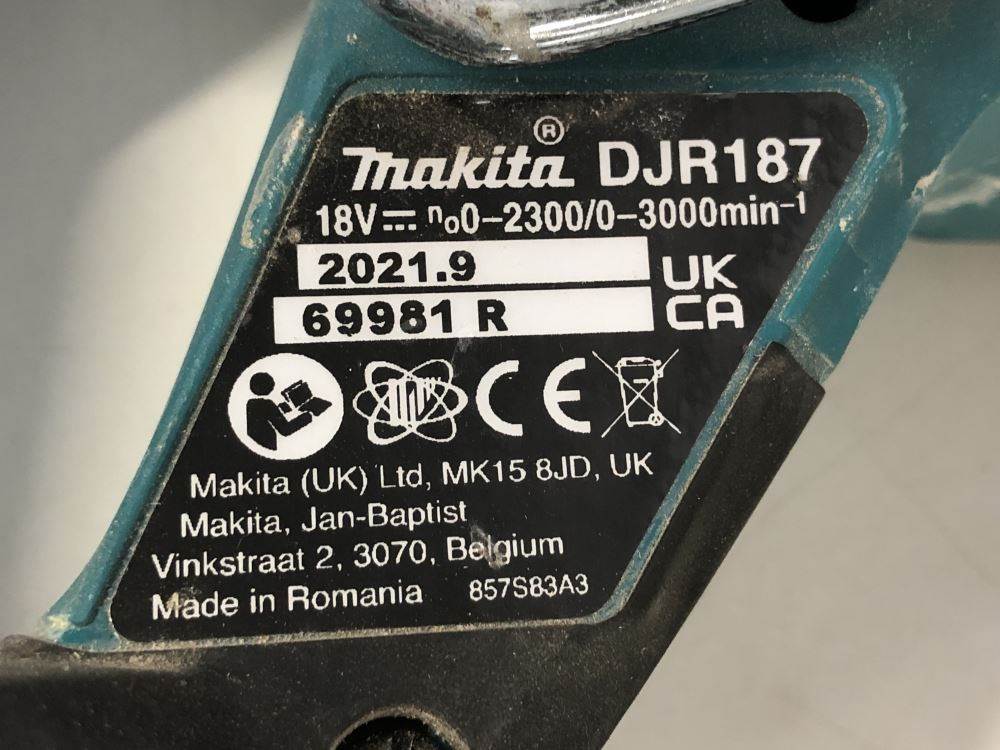 makita® DJR187
18V⎓ n₀0–2300/0–3000min⁻¹
2021.9
69981 R
UK
CA
CE
Makita (UK) Ltd, MK15 8JD, UK
Makita, Jan-Baptist
Vinkstraat 2, 3070, Belgium
Made in Romania 857S83A3